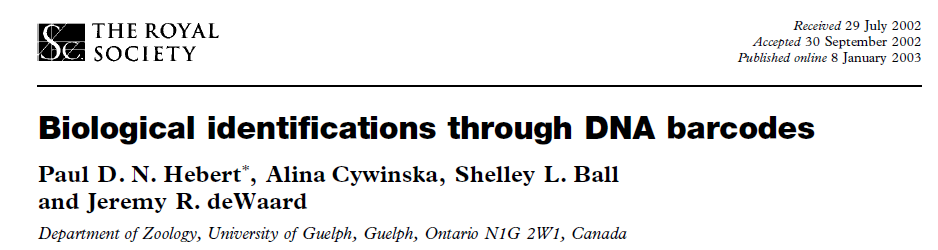 THE ROYAL
SOCIETY
Received 29 July 2002
Accepted 30 September 2002
Published online 8 January 2003
Biological identifications through DNA barcodes
Paul D. N. Hebert*, Alina Cywinska, Shelley L. Ball
and Jeremy R. deWaard
Department of Zoology, University of Guelph, Guelph, Ontario N1G 2W1, Canada